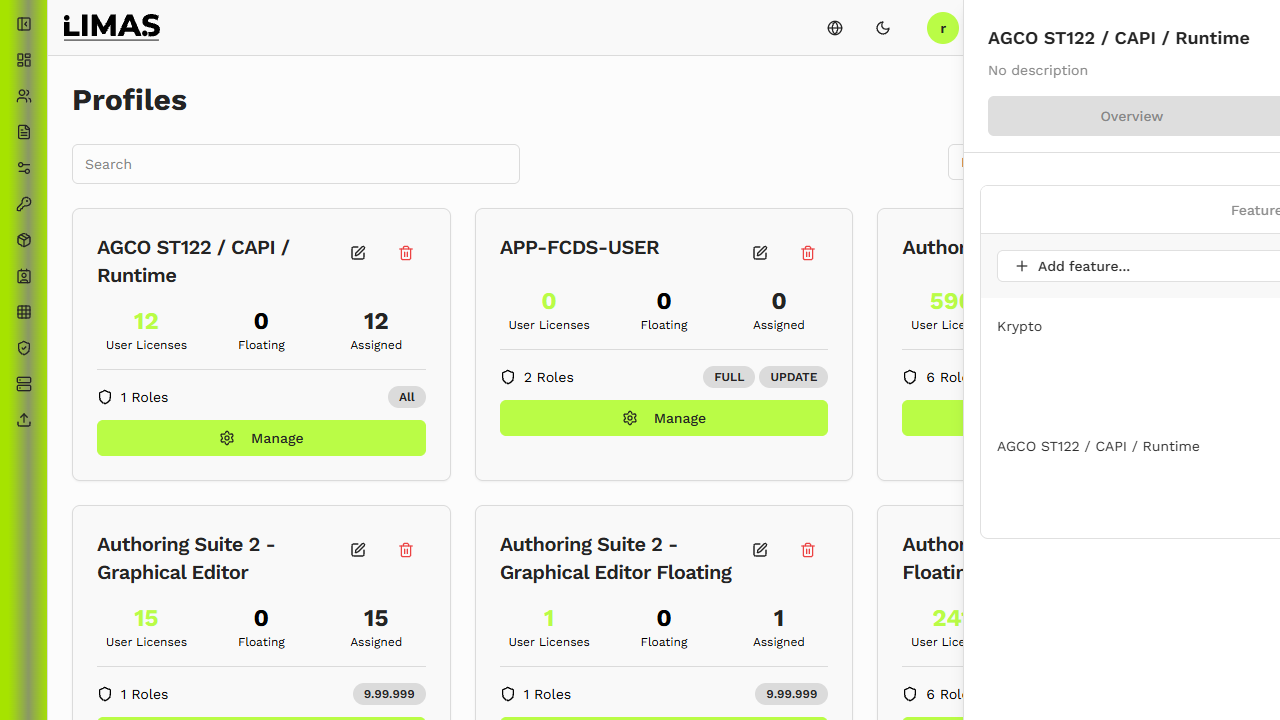 LIMAS
r
Profiles
Search
AGCO ST122 / CAPI /
Runtime
12
0
12
User Licenses
Floating
Assigned
1 Roles
All
Manage
APP-FCDS-USER
0
0
0
User Licenses
Floating
Assigned
2 Roles
FULL
UPDATE
Manage
Author
590
User Lice
6 Role
Authoring Suite 2 -
Graphical Editor
15
0
15
User Licenses
Floating
Assigned
1 Roles
9.99.999
Authoring Suite 2 -
Graphical Editor Floating
1
0
1
User Licenses
Floating
Assigned
1 Roles
9.99.999
Author
Floatin
User Lice
6 Role
AGCO ST122 / CAPI / Runtime
No description
Overview
Feature
Add feature...
Krypto
AGCO ST122 / CAPI / Runtime